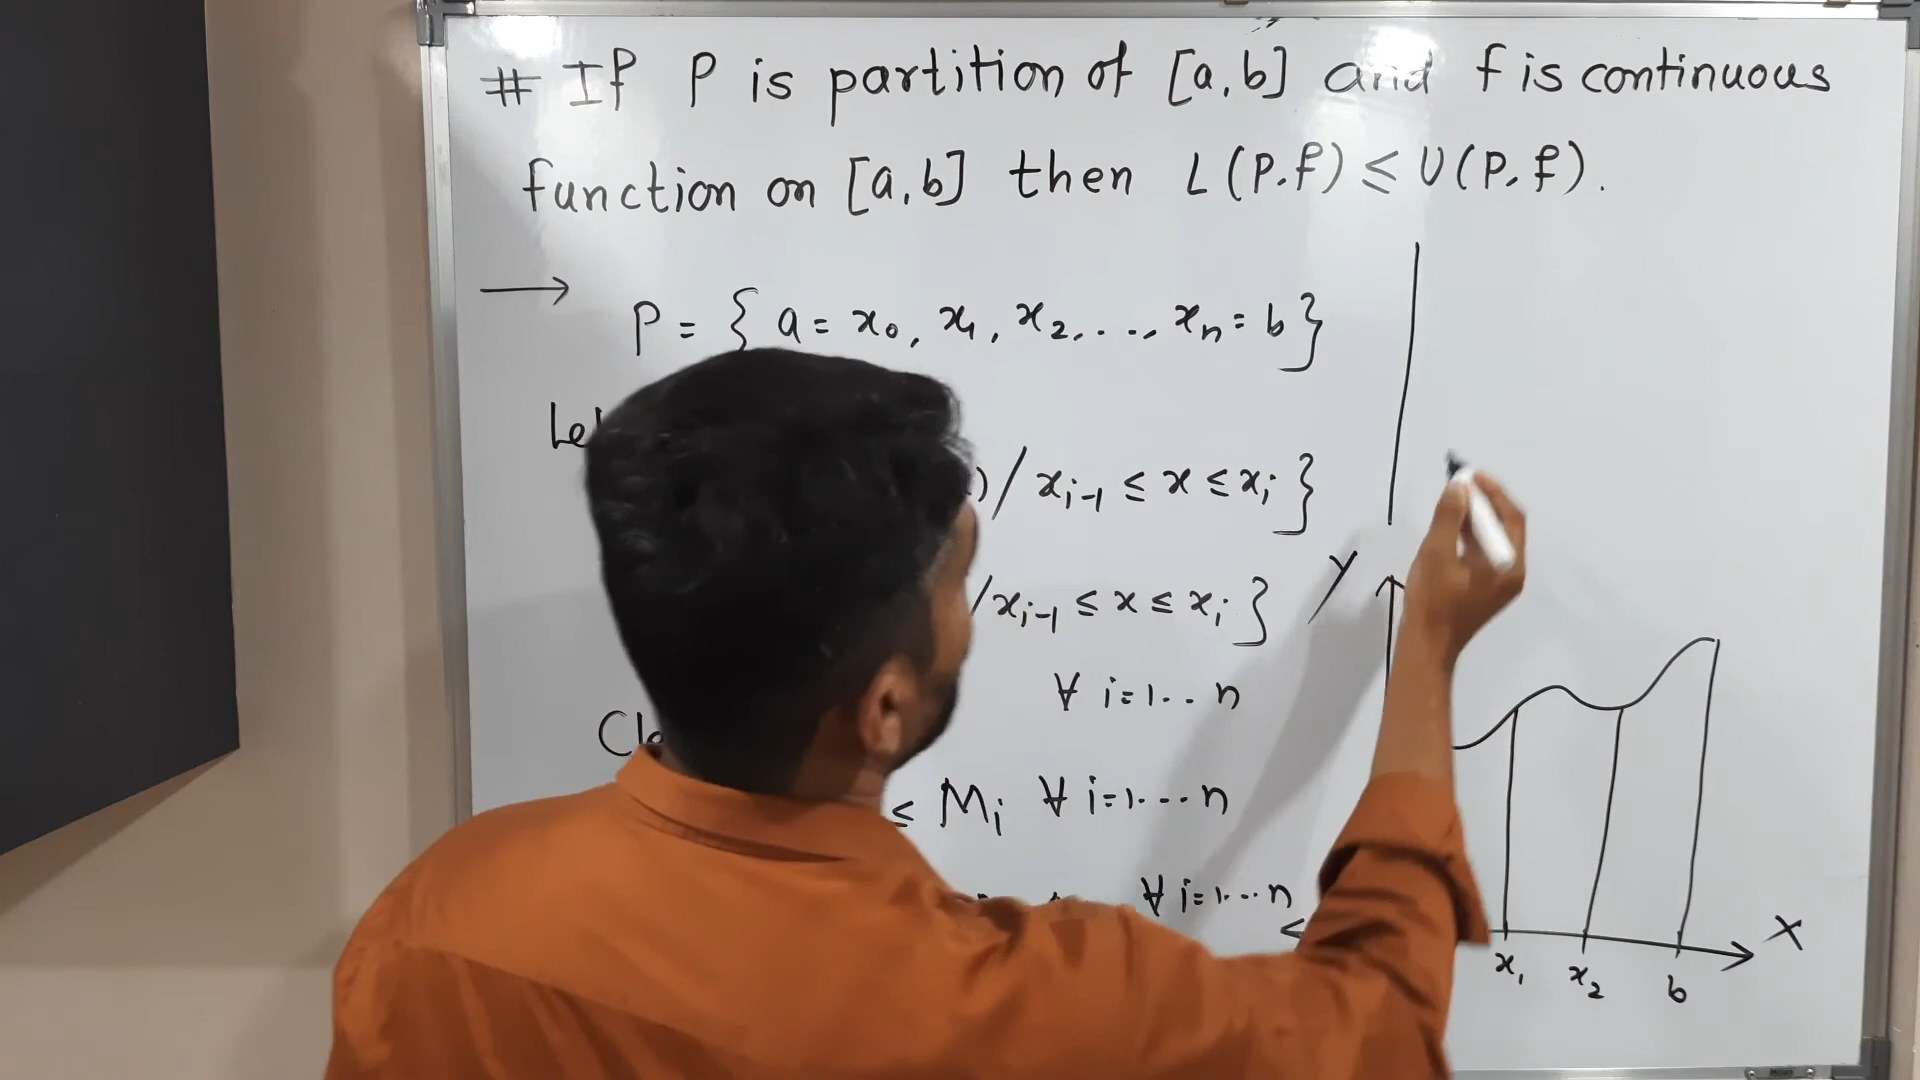 # If P is partition of [a,b] and f is continuous
function on [a,b] then L(P.f) ≤ U(P,f).
→ P = { a = x₀, x₁, x₂, . . ., xₙ = b }
)/ xᵢ₋₁ ≤ x ≤ xᵢ }
/xᵢ₋₁ ≤ x ≤ xᵢ }
∀ i=1.. n
≤ Mᵢ ∀ i=1...n
∀ i=1...n
<
Y
X
x₁ x₂ b